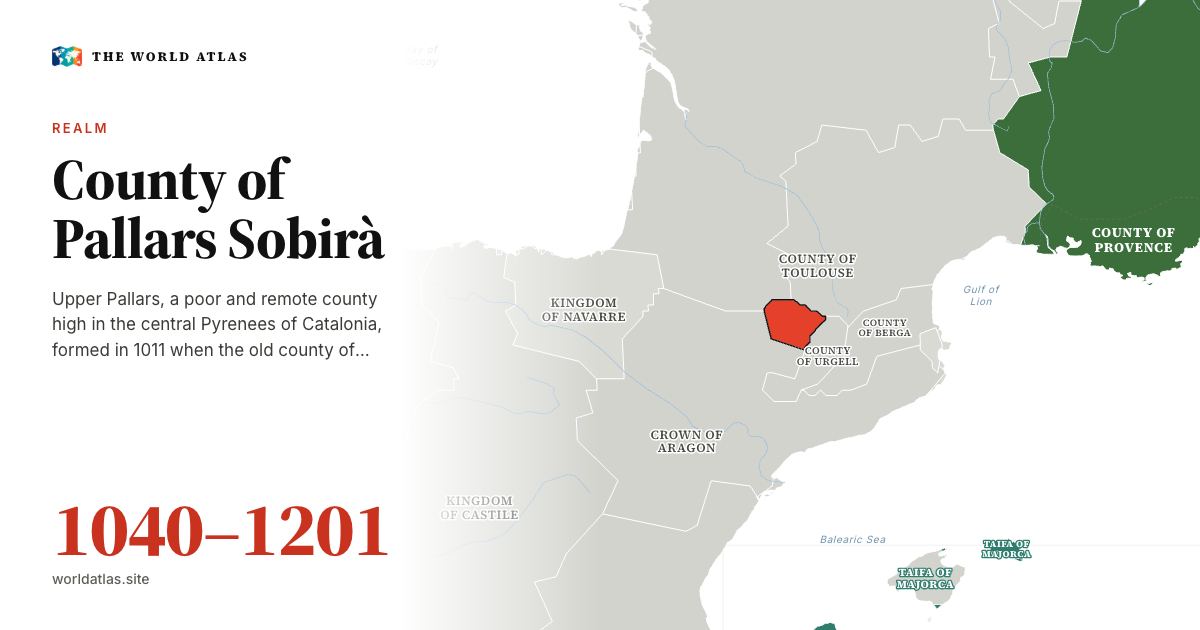 THE WORLD ATLAS
REALM
County of
Pallars Sobirà
Upper Pallars, a poor and remote county
high in the central Pyrenees of Catalonia,
formed in 1011 when the old county of...
1040–1201
worldatlas.site
COUNTY OF
PROVENCE
COUNTY OF
TOULOUSE
Gulf of
Lion
KINGDOM
OF NAVARRE
COUNTY
OF BERGA
COUNTY
OF URGELL
CROWN OF
ARAGON
KINGDOM
OF CASTILE
Balearic Sea
TAIFA OF
MAJORCA
TAIFA OF
MAJORCA